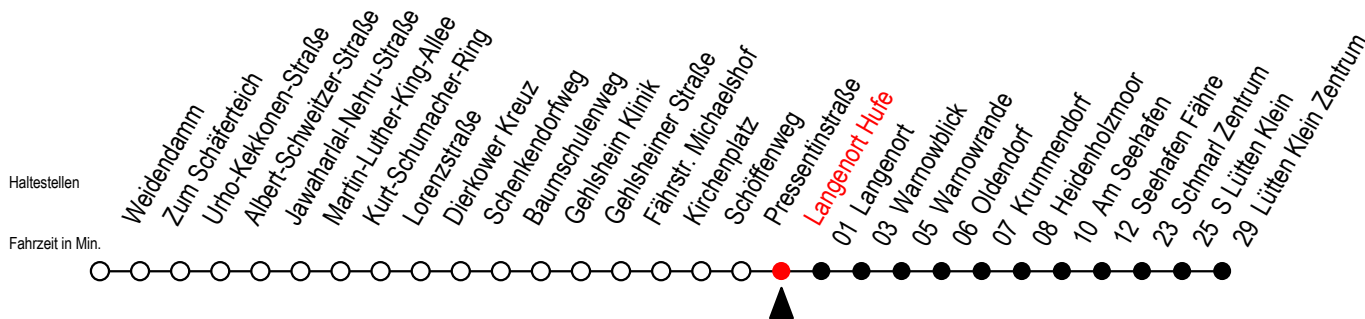 Haltestellen
Fahrzeit in Min.
Weidendamm
Zum Schäferteich
Urho-Kekkonen-Straße
Albert-Schweitzer-Straße
Jawaharlal-Nehru-Straße
Martin-Luther-King-Allee
Kurt-Schumacher-Ring
Lorenzstraße
Dierkower Kreuz
Schenkendorfweg
Baumschulenweg
Gehlsheim Klinik
Gehlsheimer Straße
Fährstr. Michaelshof
Kirchenplatz
Schöffenweg
Pressentinstraße
Langenort Hufe
01 Langenort
03 Warnowblick
05 Warnowrande
06 Oldendorf
07 Krummendorf
08 Heidenholzmoor
10 Am Seehafen
12 Seehafen Fähre
23 Schmarl Zentrum
25 S Lütten Klein
29 Lütten Klein Zentrum